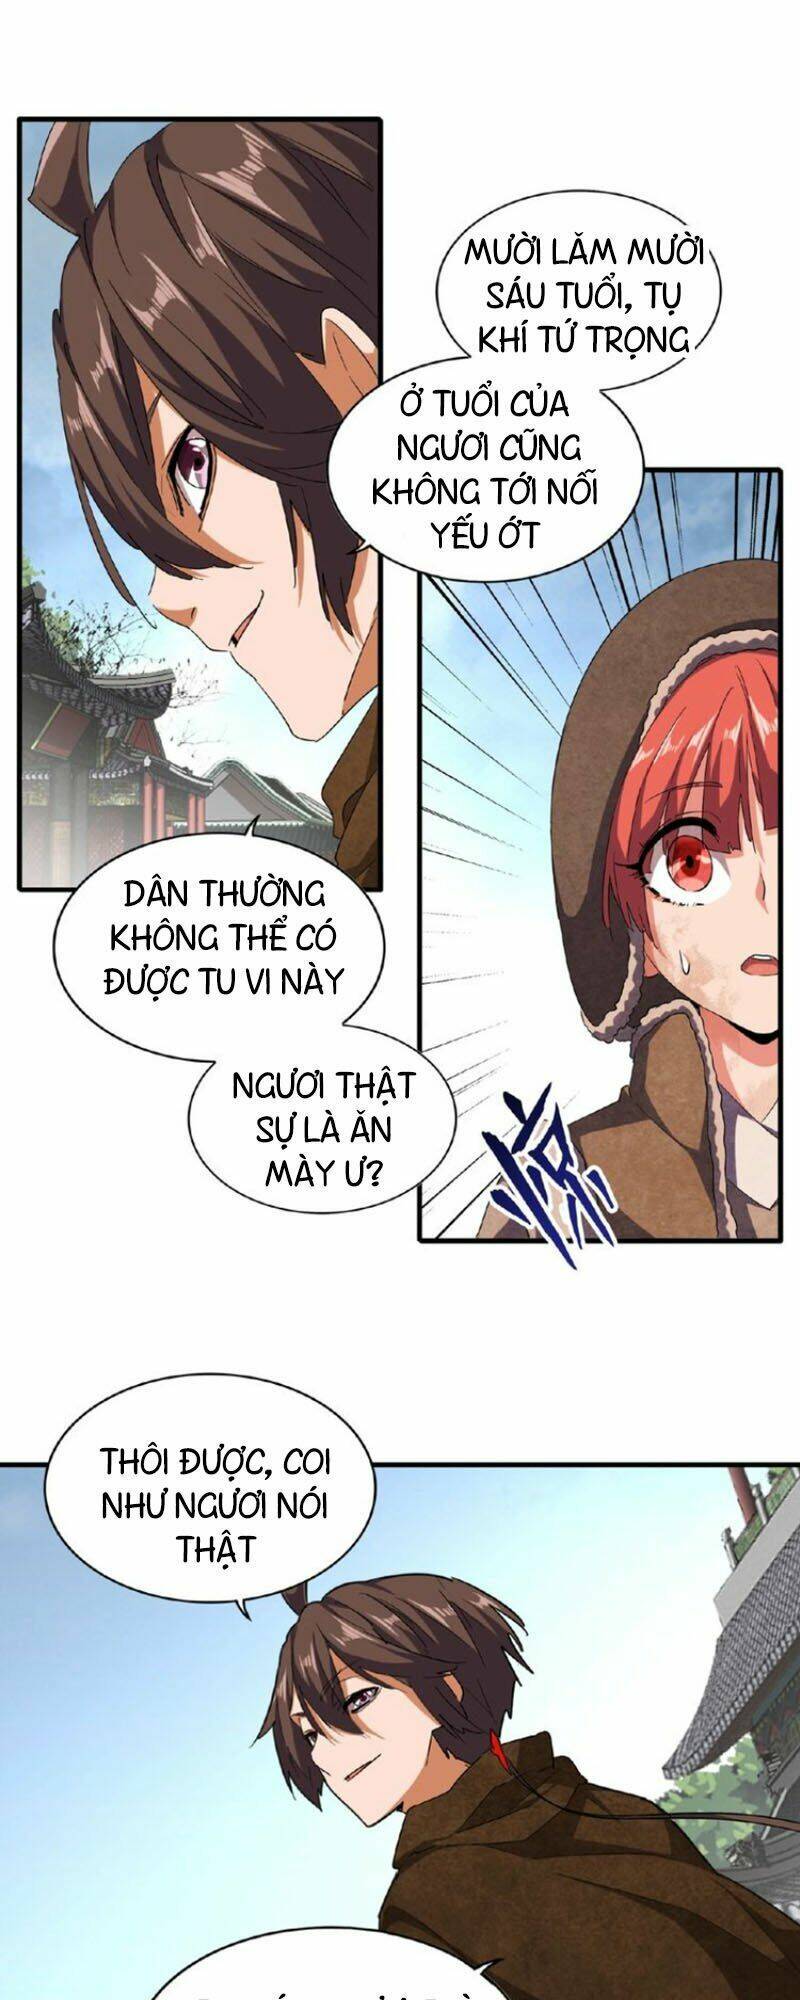 MƯỜI LĂM MƯỜI
SÁU TUỔI, TỤ
KHÍ TỨ TRỌNG
Ở TUỔI CỦA
NGƯƠI CŨNG
KHÔNG TỚI NỐI
YẾU ỚT
DÂN THƯỜNG
KHÔNG THỂ CÓ
ĐƯỢC TU VI NÀY
NGƯƠI THẬT
SỰ LÀ ĂN
MÀY Ư?
惊
THÔI ĐƯỢC, COI
NHƯ NGƯƠI NÓI
THẬT